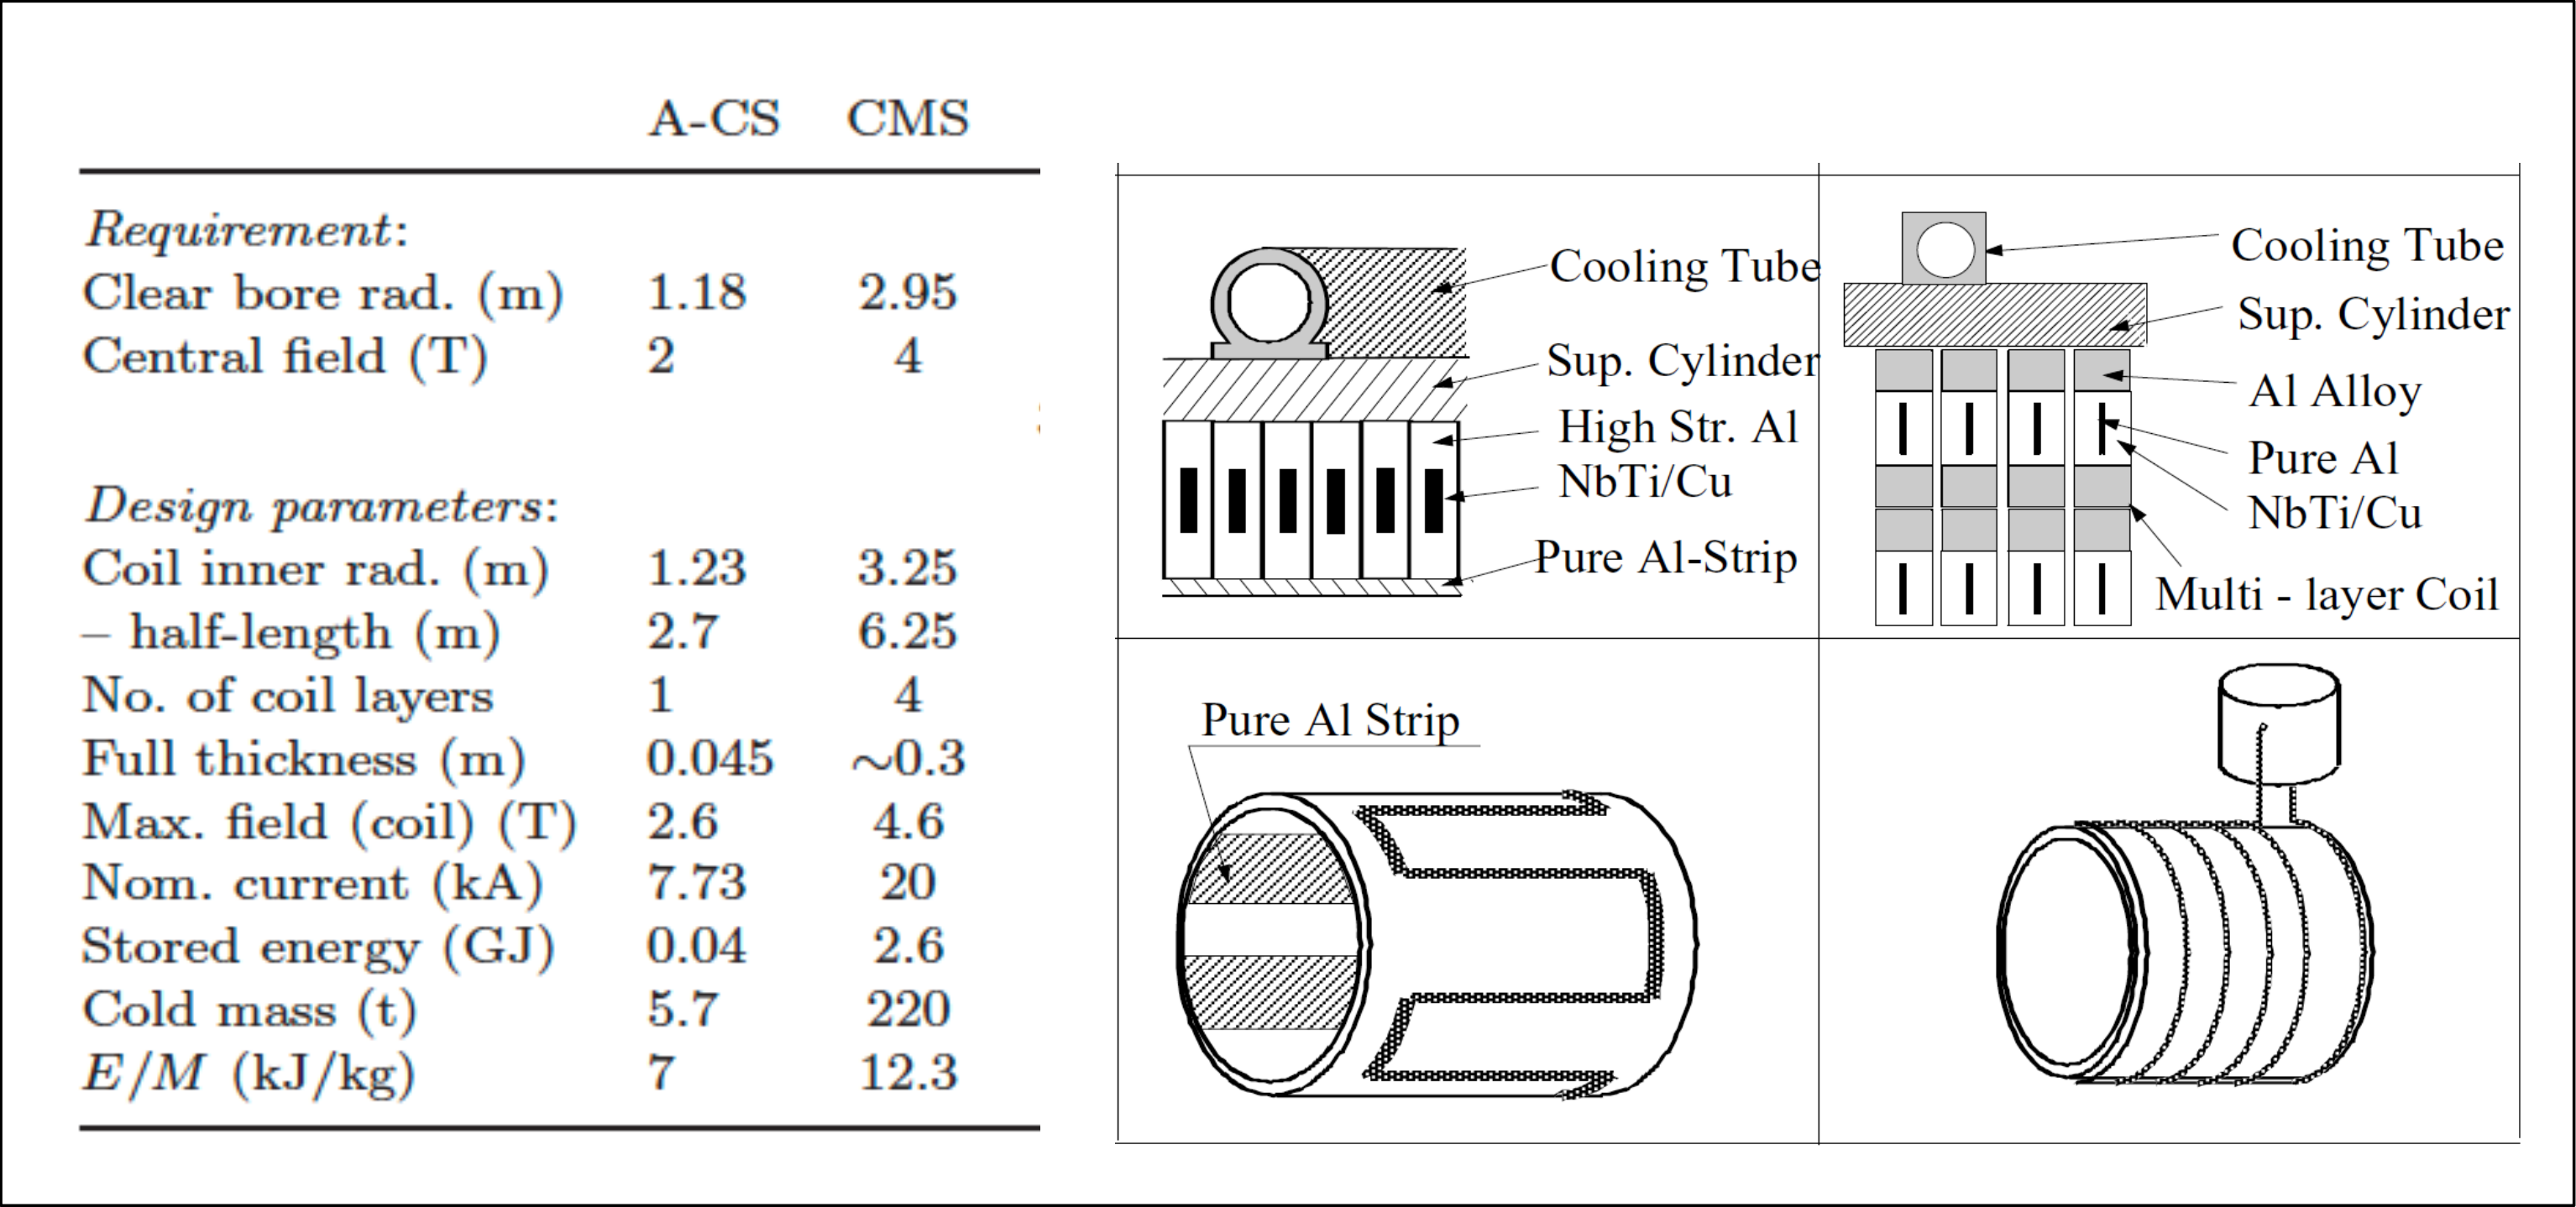 A-CS CMS
Requirement:
Clear bore rad. (m) 1.18 2.95
Central field (T) 2 4
Design parameters:
Coil inner rad. (m) 1.23 3.25
– half-length (m) 2.7 6.25
No. of coil layers 1 4
Full thickness (m) 0.045 ∼0.3
Max. field (coil) (T) 2.6 4.6
Nom. current (kA) 7.73 20
Stored energy (GJ) 0.04 2.6
Cold mass (t) 5.7 220
E/M (kJ/kg) 7 12.3
Cooling Tube
Sup. Cylinder
High Str. Al
NbTi/Cu
Pure Al-Strip
Cooling Tube
Sup. Cylinder
Al Alloy
Pure Al
NbTi/Cu
Multi - layer Coil
Pure Al Strip